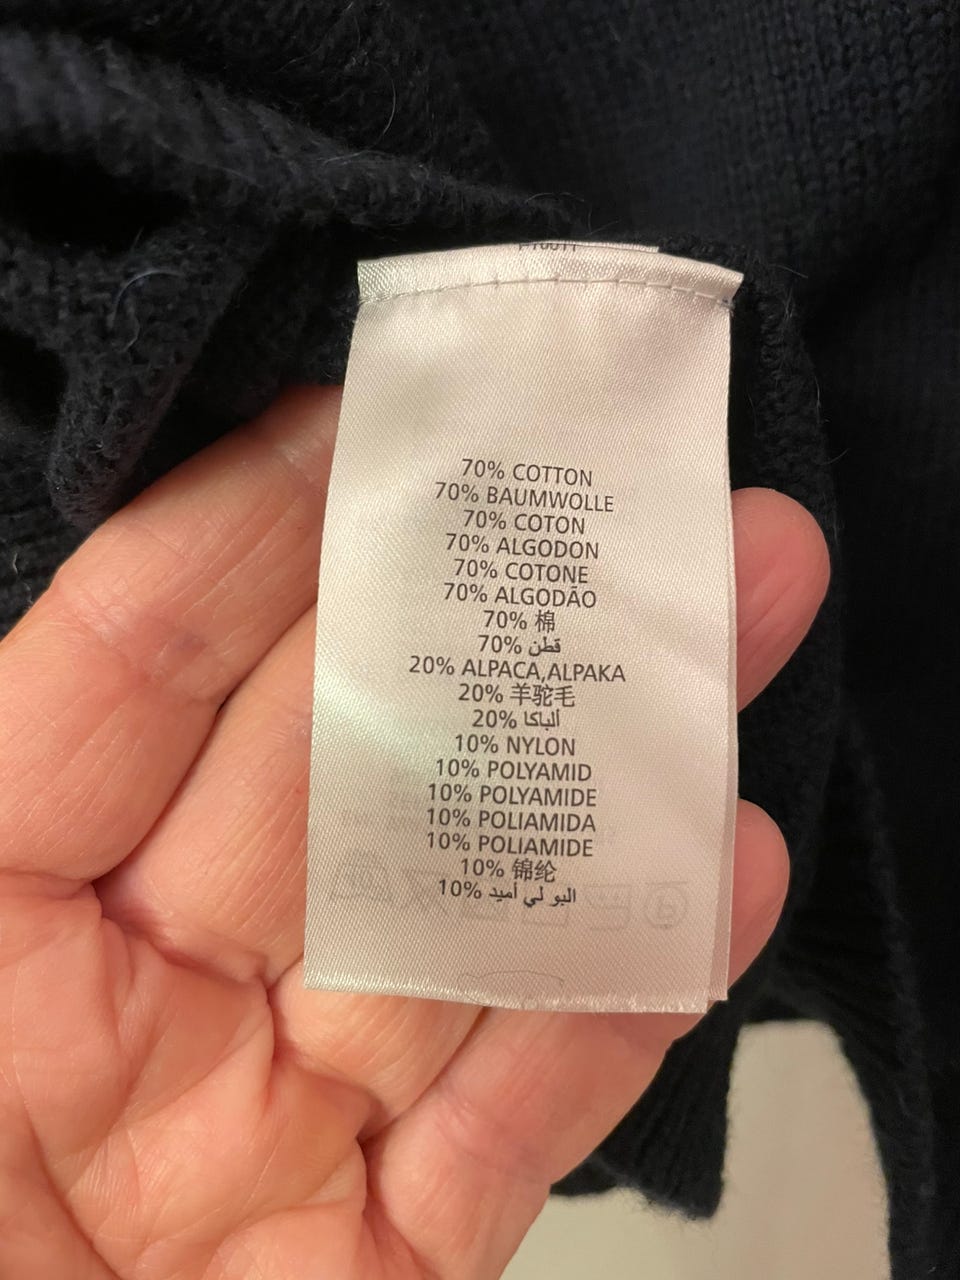 70% COTTON
70% BAUMWOLLE
70% COTON
70% ALGODON
70% COTONE
70% ALGODÃO
70% 棉
70% قطن
20% ALPACA,ALPAKA
20% 羊驼毛
20% ألباكا
10% NYLON
10% POLYAMID
10% POLYAMIDE
10% POLIAMIDA
10% POLIAMIDE
10% 锦纶
10% البو لي أميد